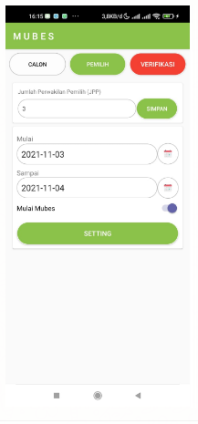 16:15
3,8KB/d
MUBES
CALON PEMILIH VERIFIKASI
Jumlah Perwakilan Pemilih (JPP)
3 SIMPAN
Mulai
2021-11-03
Sampai
2021-11-04
Mulai Mubes
SETTING